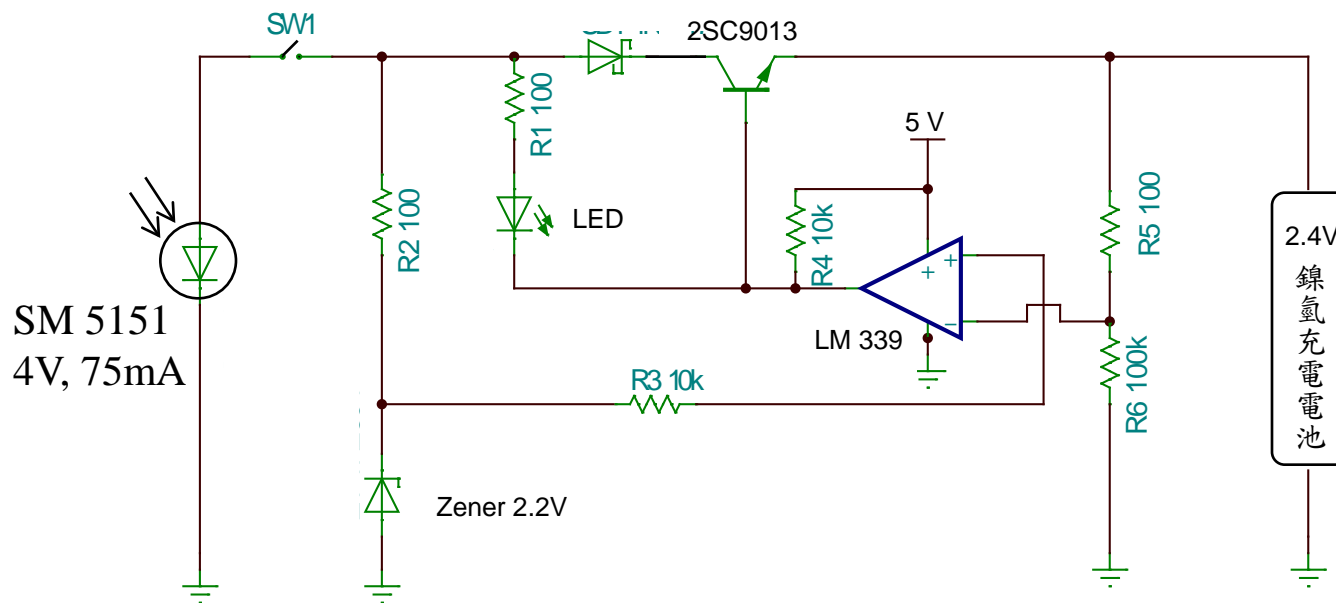 SW1
2SC9013
R1 100
5 V
R2 100
LED
R4 10k
R5 100
2.4V
鎳氫充電電池
SM 5151
4V, 75mA
+
+
−
LM 339
R3 10k
R6 100k
Zener 2.2V